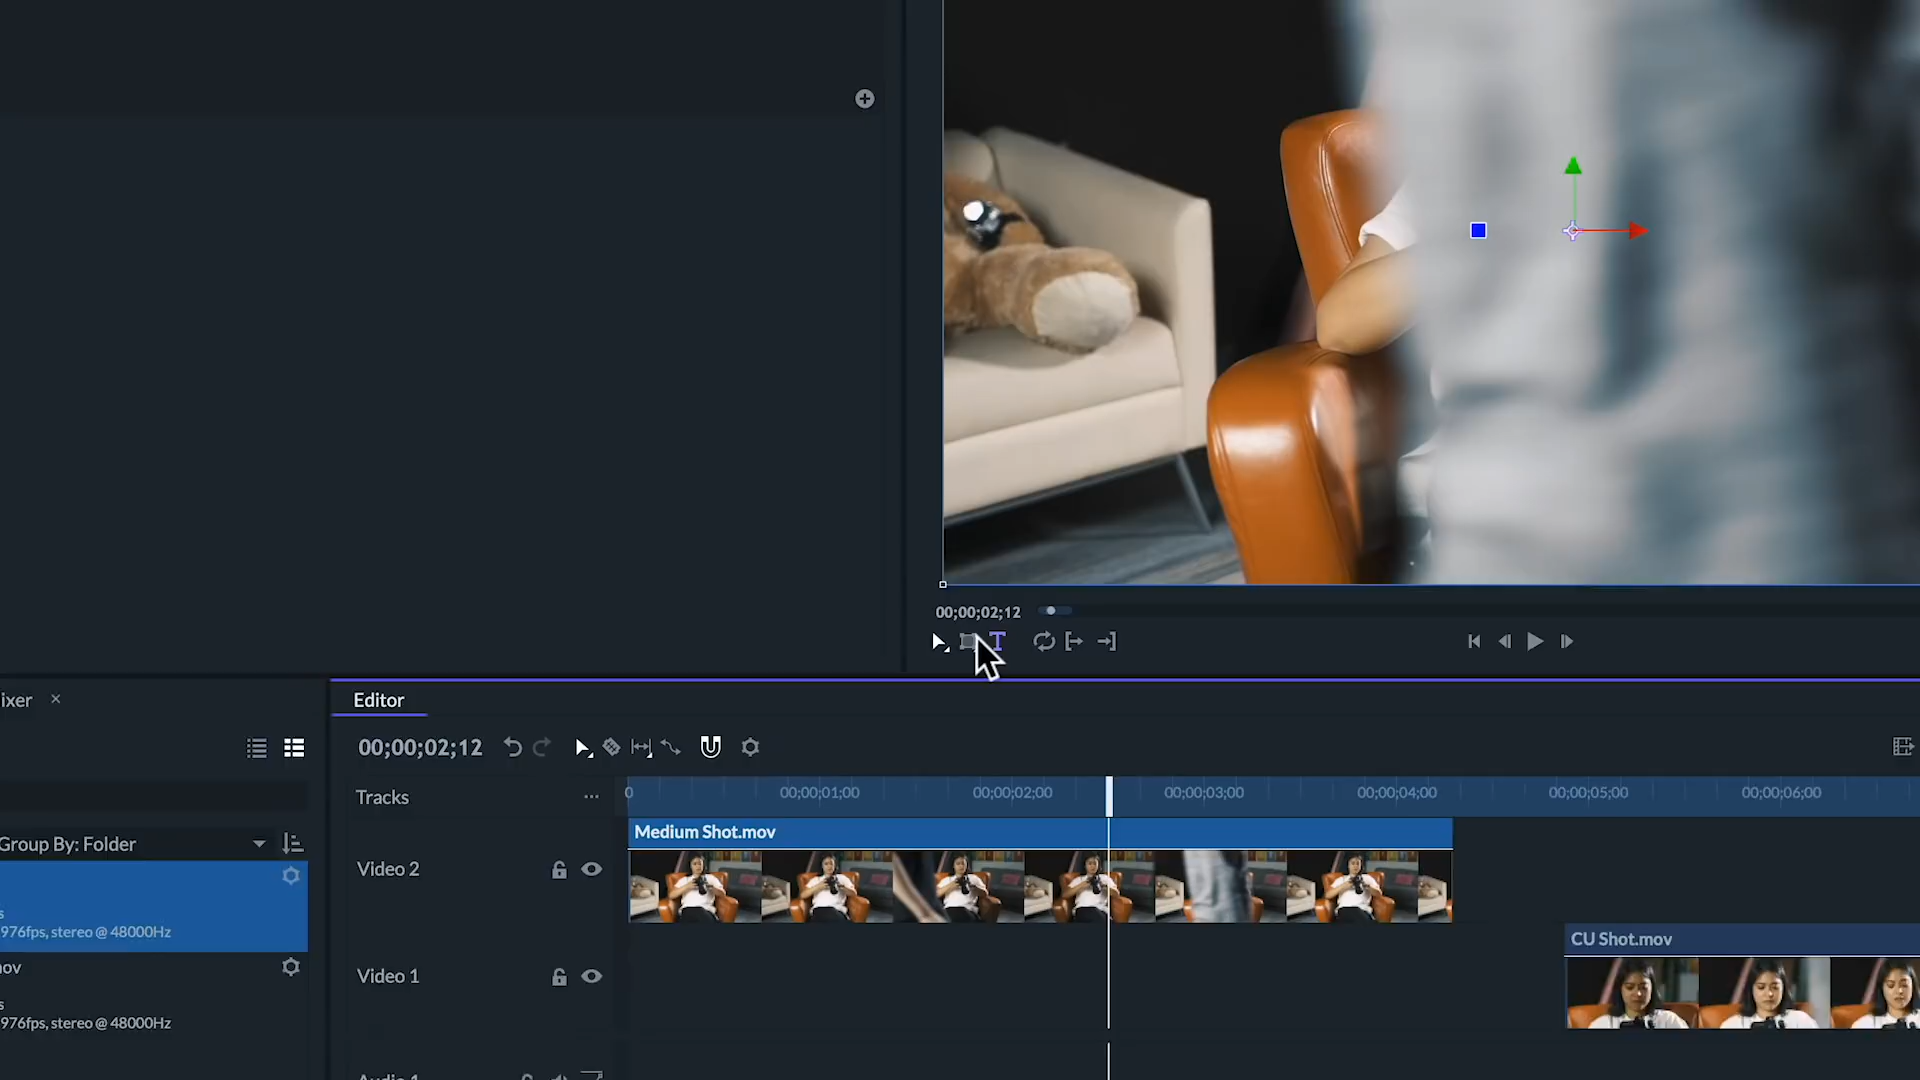 00;00;02;12
T
ixer ×
Editor
00;00;02;12
Tracks
0 00;00;01;00 00;00;02;00 00;00;03;00 00;00;04;00 00;00;05;00 00;00;06;00
Medium Shot.mov
Group By: Folder
Video 2
s
976fps, stereo @ 48000Hz
CU Shot.mov
ov
Video 1
s
976fps, stereo @ 48000Hz
Audio 1